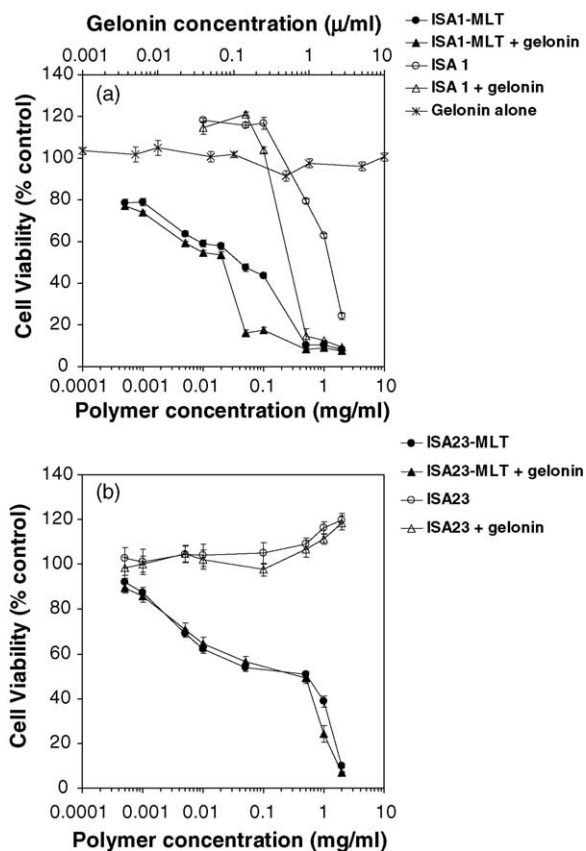 Gelonin concentration (μ/ml)
0.0001 0.001 0.01 0.1 1 10
ISA1-MLT
ISA1-MLT + gelonin
ISA 1
ISA 1 + gelonin
Gelonin alone
(a)
Cell Viability (% control)
140
120
100
80
60
40
20
0
0.0001 0.001 0.01 0.1 1 10
Polymer concentration (mg/ml)
ISA23-MLT
ISA23-MLT + gelonin
ISA23
ISA23 + gelonin
(b)
Cell Viability (% control)
140
120
100
80
60
40
20
0
0.0001 0.001 0.01 0.1 1 10
Polymer concentration (mg/ml)